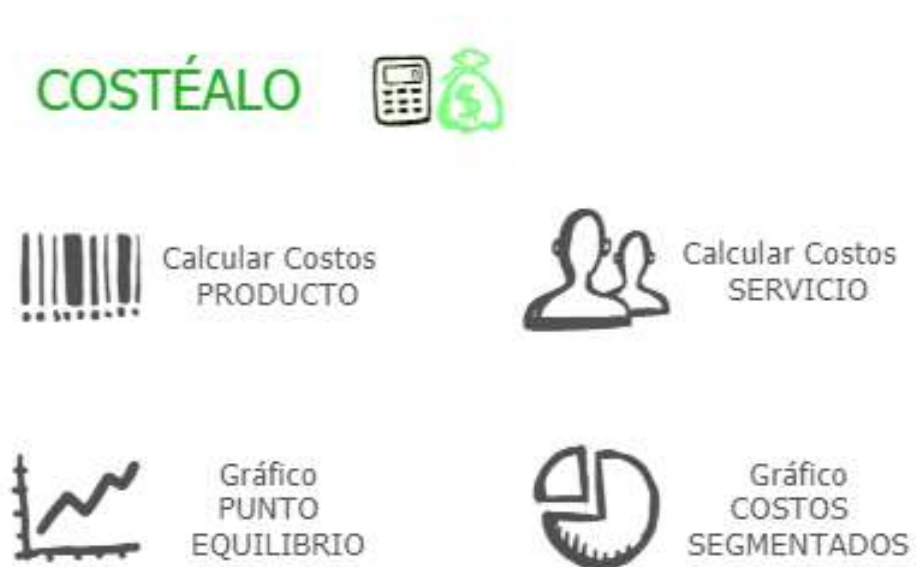 COSTÉALO
Calcular Costos
PRODUCTO
Calcular Costos
SERVICIO
Gráfico
PUNTO
EQUILIBRIO
Gráfico
COSTOS
SEGMENTADOS